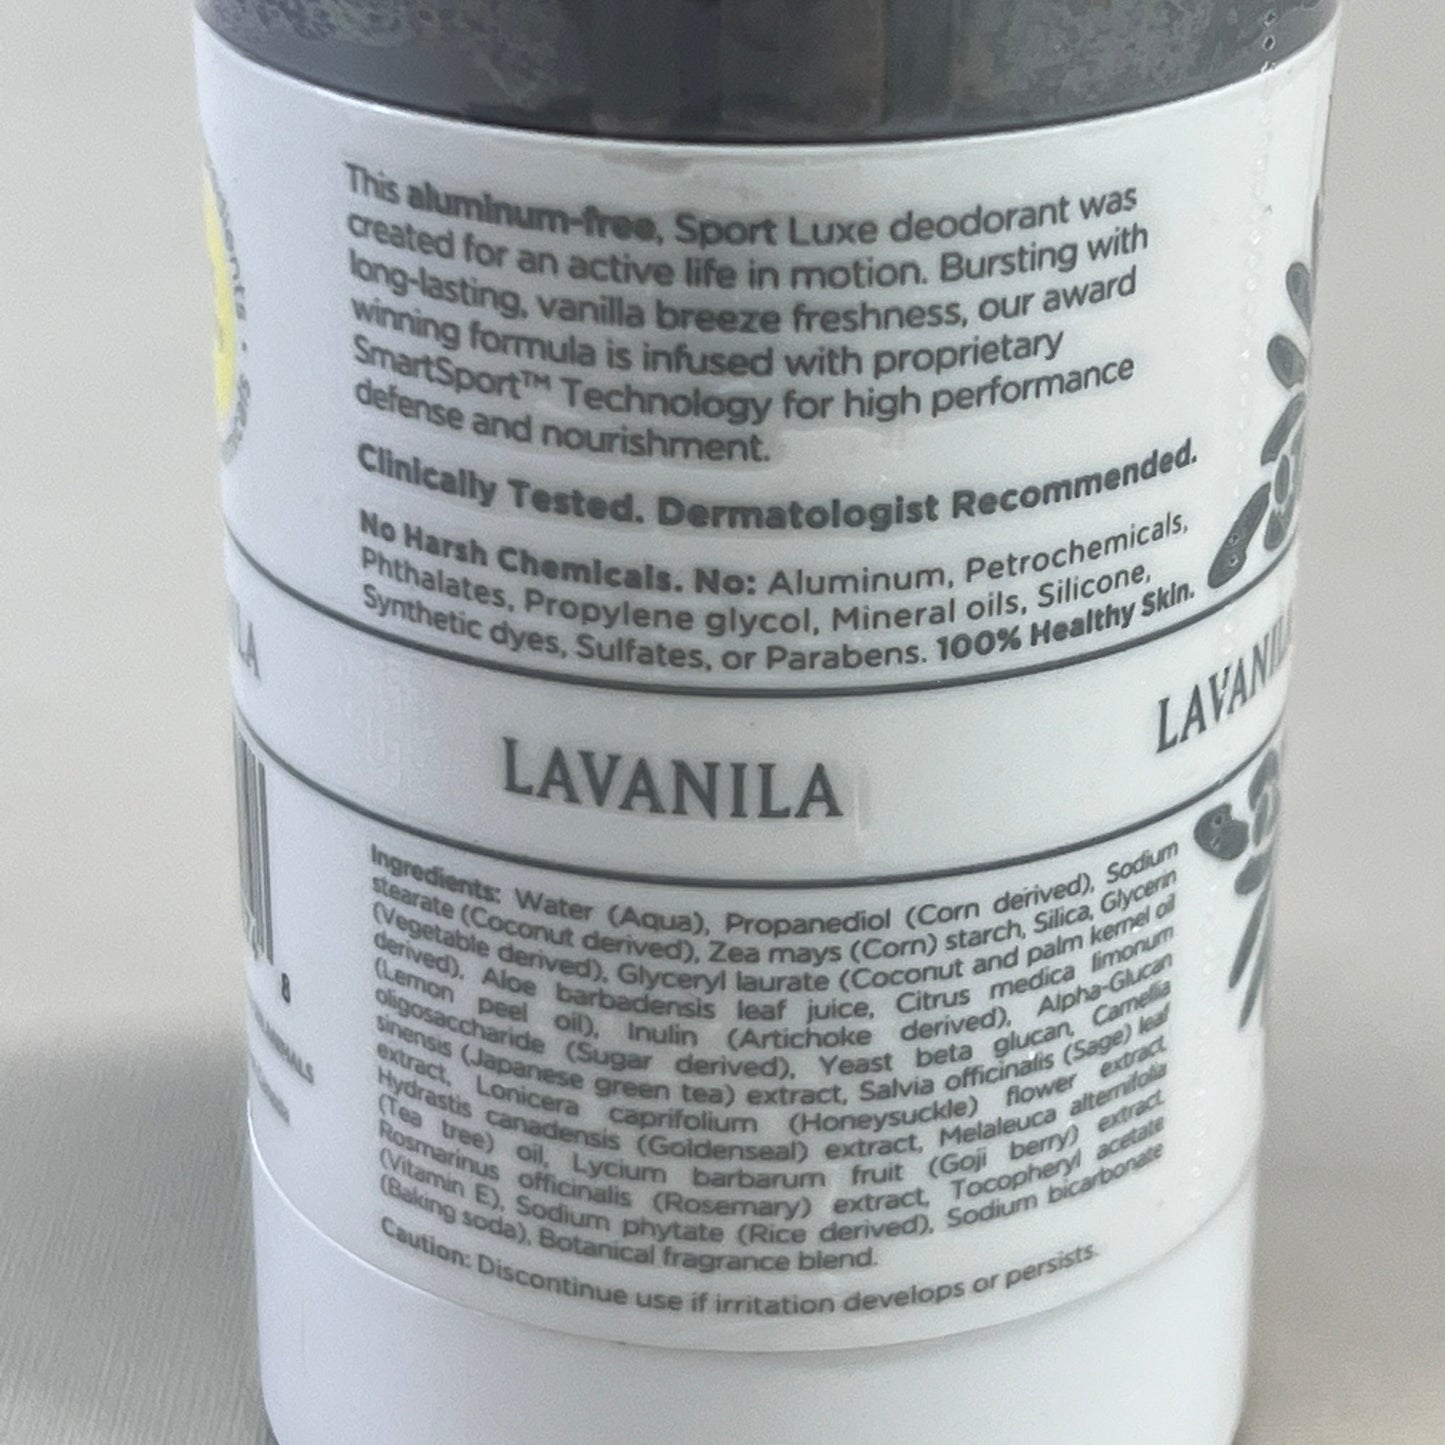 This aluminum-free, Sport Luxe deodorant was
created for an active life in motion. Bursting with
long-lasting, vanilla breeze freshness, our award
winning formula is infused with proprietary
SmartSport™ Technology for high performance
defense and nourishment.
Clinically Tested. Dermatologist Recommended.
No Harsh Chemicals. No: Aluminum, Petrochemicals,
Phthalates, Propylene glycol, Mineral oils, Silicone,
Synthetic dyes, Sulfates, or Parabens. 100% Healthy Skin.
LA
LAVANILA
LAVANIL
Ingredients: Water (Aqua), Propanediol (Corn derived), Sodium
stearate (Coconut derived), Zea mays (Corn) starch, Silica, Glycerin
(Vegetable derived), Glyceryl laurate (Coconut and palm kernel oil
derived), Aloe barbadensis leaf juice, Citrus medica limonum
(Lemon peel oil), Inulin (Artichoke derived), Alpha-Glucan
oligosaccharide (Sugar derived), Yeast beta glucan, Camellia
sinensis (Japanese green tea) extract, Salvia officinalis (Sage) leaf
extract, Lonicera caprifolium (Honeysuckle) flower extract,
Hydrastis canadensis (Goldenseal) extract, Melaleuca alternifolia
(Tea tree) oil, Lycium barbarum fruit (Goji berry) extract,
Rosmarinus officinalis (Rosemary) extract, Tocopheryl acetate
(Vitamin E), Sodium phytate (Rice derived), Sodium bicarbonate
(Baking soda), Botanical fragrance blend.
Caution: Discontinue use if irritation develops or persists.
8